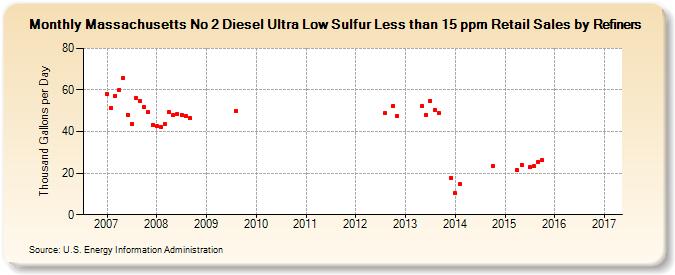 Monthly Massachusetts No 2 Diesel Ultra Low Sulfur Less than 15 ppm Retail Sales by Refiners
Thousand Gallons per Day
80
60
40
20
0
2007 2008 2009 2010 2011 2012 2013 2014 2015 2016 2017
Source: U.S. Energy Information Administration